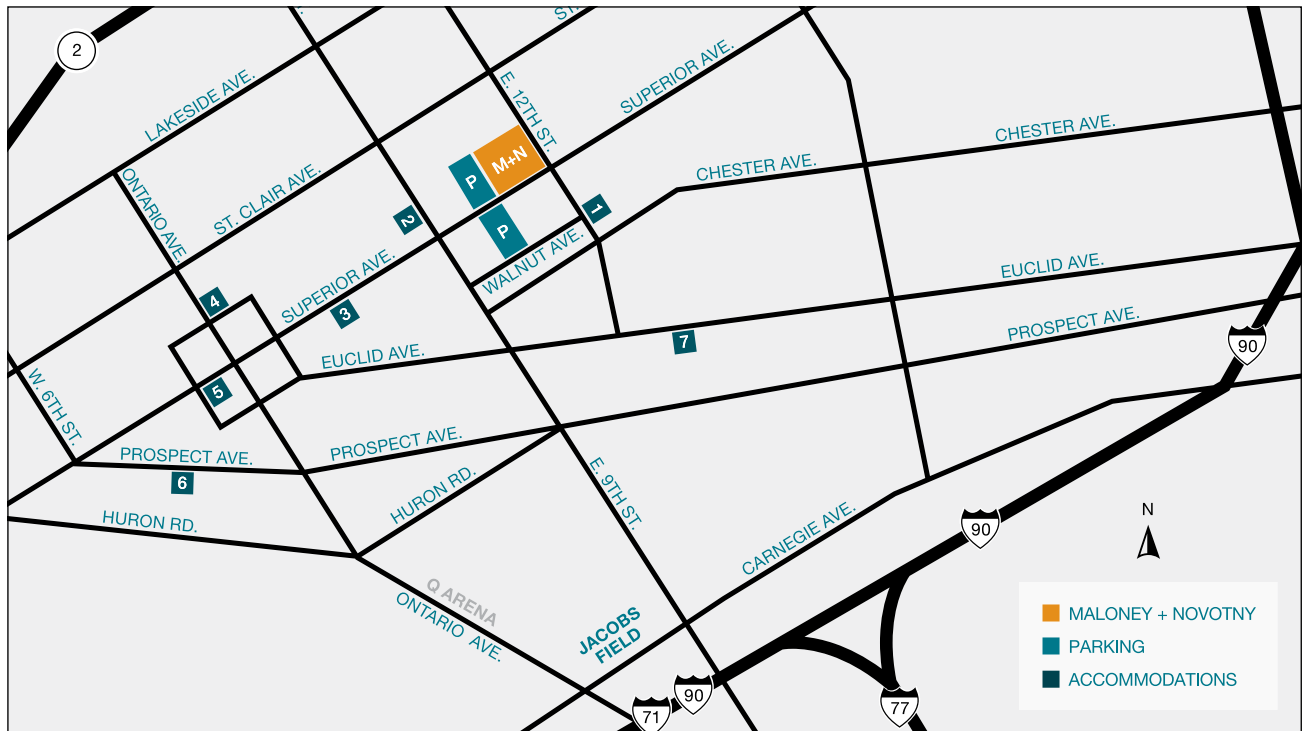 2
ST.
LAKESIDE AVE.
E. 12TH ST.
SUPERIOR AVE.
CHESTER AVE.
ONTARIO AVE.
ST. CLAIR AVE.
P
M+N
CHESTER AVE.
2
1
P
WALNUT AVE.
4
SUPERIOR AVE.
3
EUCLID AVE.
EUCLID AVE.
7
PROSPECT AVE.
90
W. 6TH ST.
5
PROSPECT AVE.
6
PROSPECT AVE.
HURON RD.
HURON RD.
E. 9TH ST.
CARNEGIE AVE.
90
N
Q ARENA
ONTARIO AVE.
JACOBS
FIELD
MALONEY + NOVOTNY
PARKING
ACCOMMODATIONS
90
71
77